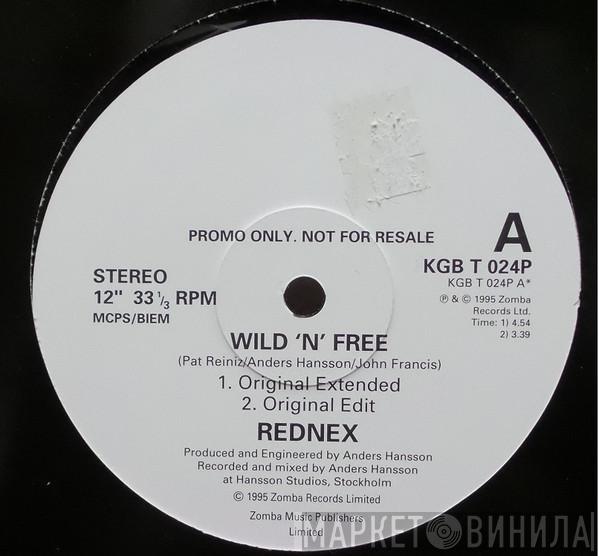 PROMO ONLY. NOT FOR RESALE
A
KGB T 024P
KGB T 024P A*
℗ & © 1995 Zomba
Records Ltd.
Time: 1) 4.54
2) 3.39
STEREO
12" 33 1/3 RPM
MCPS/BIEM
WILD 'N' FREE
(Pat Reiniz/Anders Hansson/John Francis)
1. Original Extended
2. Original Edit
REDNEX
Produced and Engineered by Anders Hansson
Recorded and mixed by Anders Hansson
at Hansson Studios, Stockholm
© 1995 Zomba Records Limited
Zomba Music Publishers
Limited
МАРКЕТ ВИНИЛА